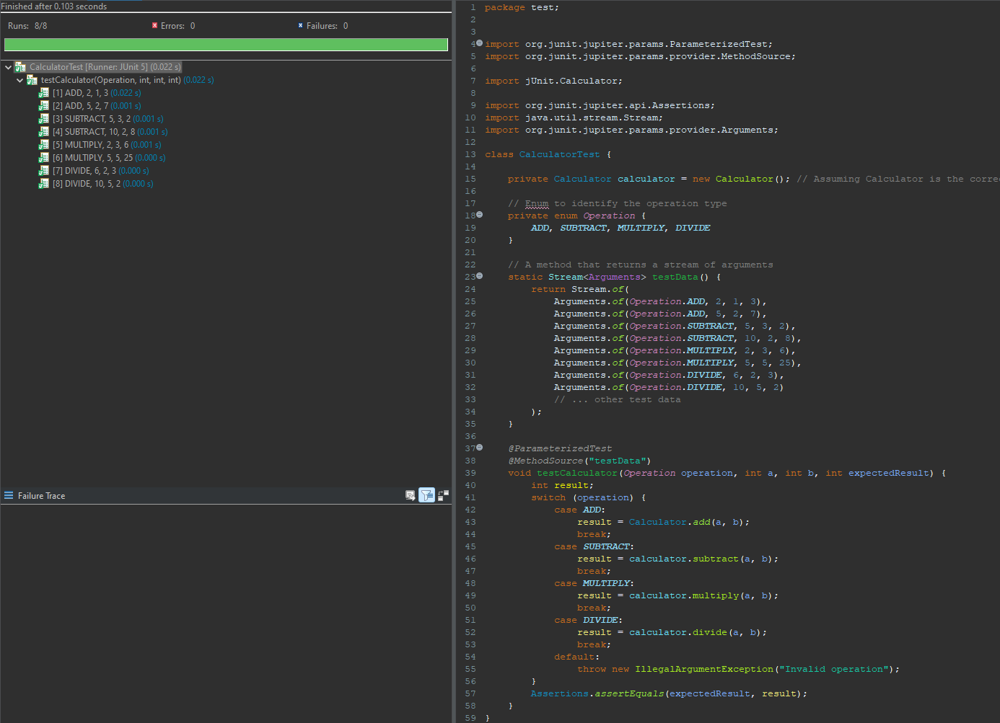 Finished after 0.103 seconds
Runs: 8/8 Errors: 0 Failures: 0
CalculatorTest [Runner: JUnit 5] (0.022 s)
testCalculator(Operation, int, int, int) (0.022 s)
[1] ADD, 2, 1, 3 (0.022 s)
[2] ADD, 5, 2, 7 (0.001 s)
[3] SUBTRACT, 5, 3, 2 (0.001 s)
[4] SUBTRACT, 10, 2, 8 (0.001 s)
[5] MULTIPLY, 2, 3, 6 (0.001 s)
[6] MULTIPLY, 5, 5, 25 (0.000 s)
[7] DIVIDE, 6, 2, 3 (0.000 s)
[8] DIVIDE, 10, 5, 2 (0.000 s)
Failure Trace
1 package test;
2
3
4 import org.junit.jupiter.params.ParameterizedTest;
5 import org.junit.jupiter.params.provider.MethodSource;
6
7 import jUnit.Calculator;
8
9 import org.junit.jupiter.api.Assertions;
10 import java.util.stream.Stream;
11 import org.junit.jupiter.params.provider.Arguments;
12
13 class CalculatorTest {
14
15     private Calculator calculator = new Calculator(); // Assuming Calculator is the corre
16
17     // Enum to identify the operation type
18     private enum Operation {
19         ADD, SUBTRACT, MULTIPLY, DIVIDE
20     }
21
22     // A method that returns a stream of arguments
23     static Stream<Arguments> testData() {
24         return Stream.of(
25             Arguments.of(Operation.ADD, 2, 1, 3),
26             Arguments.of(Operation.ADD, 5, 2, 7),
27             Arguments.of(Operation.SUBTRACT, 5, 3, 2),
28             Arguments.of(Operation.SUBTRACT, 10, 2, 8),
29             Arguments.of(Operation.MULTIPLY, 2, 3, 6),
30             Arguments.of(Operation.MULTIPLY, 5, 5, 25),
31             Arguments.of(Operation.DIVIDE, 6, 2, 3),
32             Arguments.of(Operation.DIVIDE, 10, 5, 2)
33             // ... other test data
34         );
35     }
36
37     @ParameterizedTest
38     @MethodSource("testData")
39     void testCalculator(Operation operation, int a, int b, int expectedResult) {
40         int result;
41         switch (operation) {
42             case ADD:
43                 result = Calculator.add(a, b);
44                 break;
45             case SUBTRACT:
46                 result = calculator.subtract(a, b);
47                 break;
48             case MULTIPLY:
49                 result = calculator.multiply(a, b);
50                 break;
51             case DIVIDE:
52                 result = calculator.divide(a, b);
53                 break;
54             default:
55                 throw new IllegalArgumentException("Invalid operation");
56         }
57         Assertions.assertEquals(expectedResult, result);
58     }
59 }